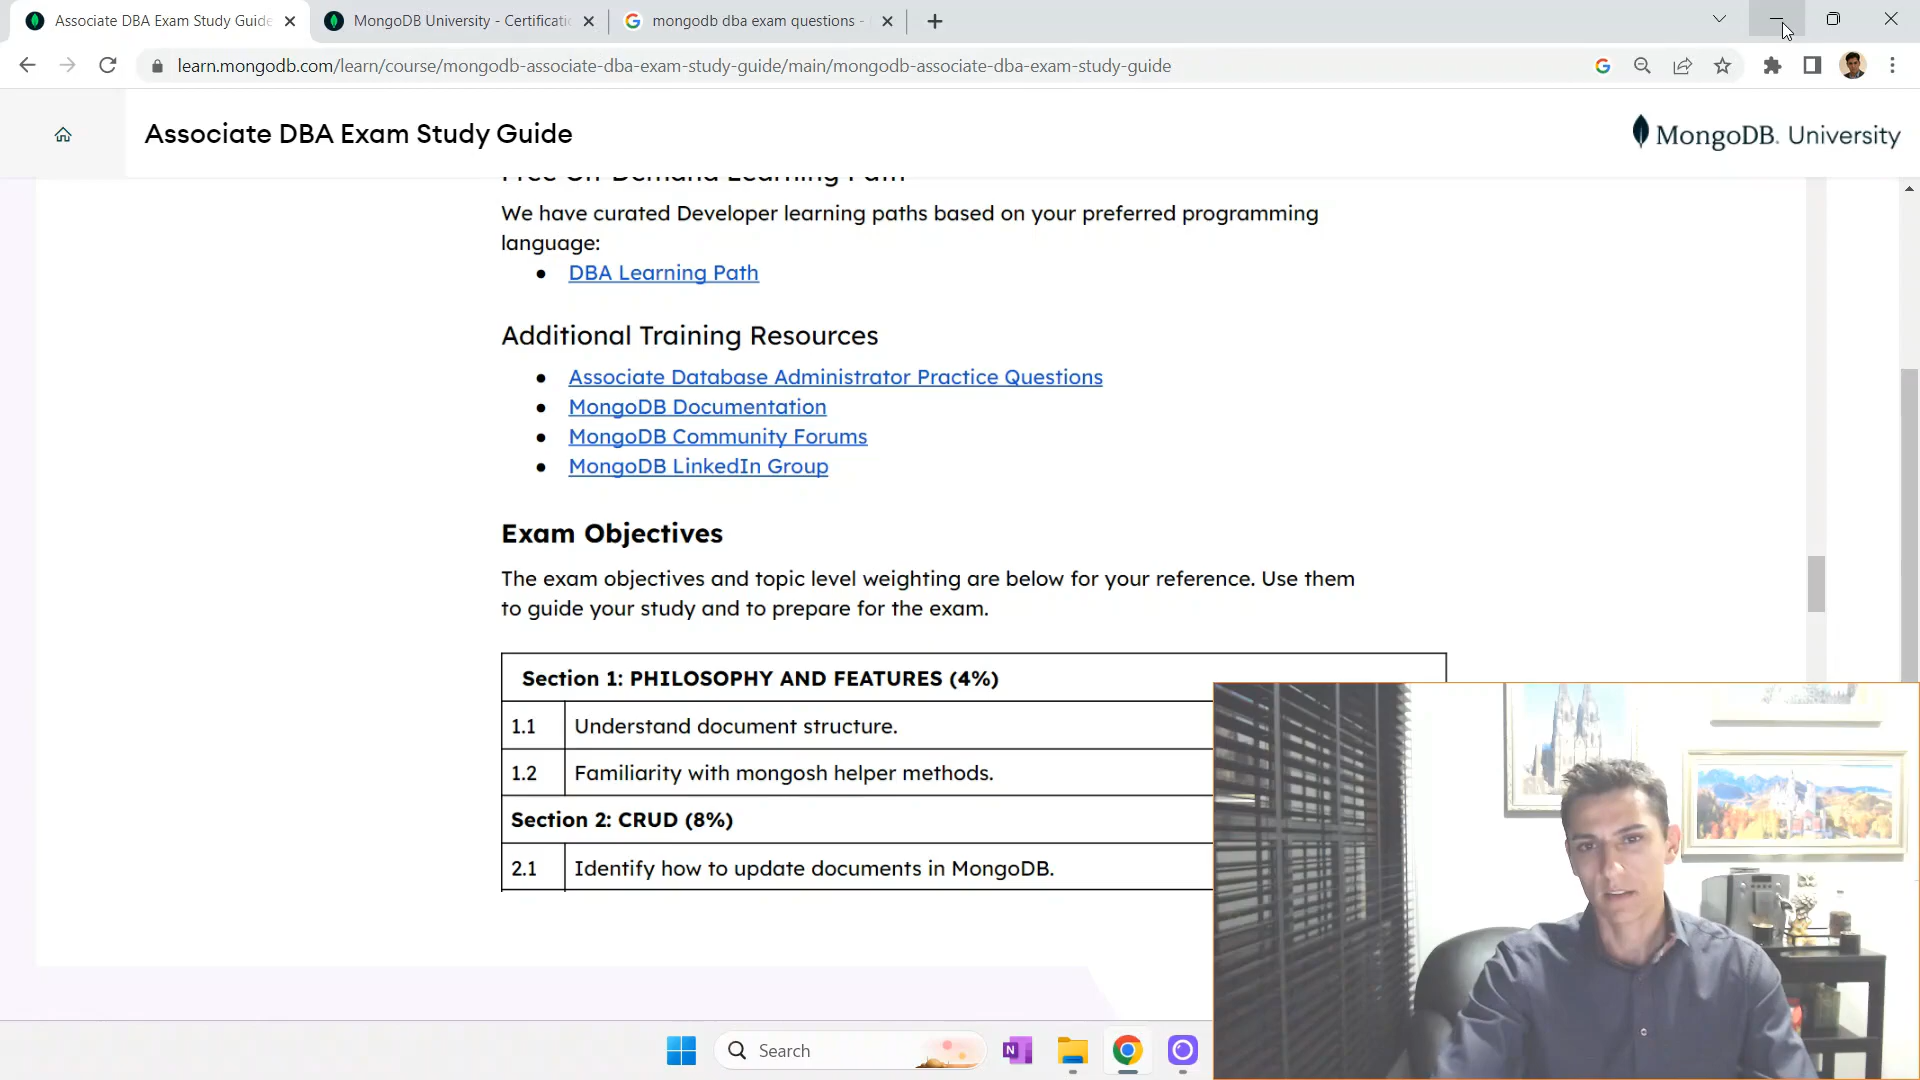 Associate DBA Exam Study Guide
MongoDB University - Certificatio
mongodb dba exam questions -
learn.mongodb.com/learn/course/mongodb-associate-dba-exam-study-guide/main/mongodb-associate-dba-exam-study-guide
Associate DBA Exam Study Guide
MongoDB. University
Free On-Demand Learning Path
We have curated Developer learning paths based on your preferred programming
language:
DBA Learning Path
Additional Training Resources
Associate Database Administrator Practice Questions
MongoDB Documentation
MongoDB Community Forums
MongoDB LinkedIn Group
Exam Objectives
The exam objectives and topic level weighting are below for your reference. Use them
to guide your study and to prepare for the exam.
Section 1: PHILOSOPHY AND FEATURES (4%)
1.1 Understand document structure.
1.2 Familiarity with mongosh helper methods.
Section 2: CRUD (8%)
2.1 Identify how to update documents in MongoDB.
Search